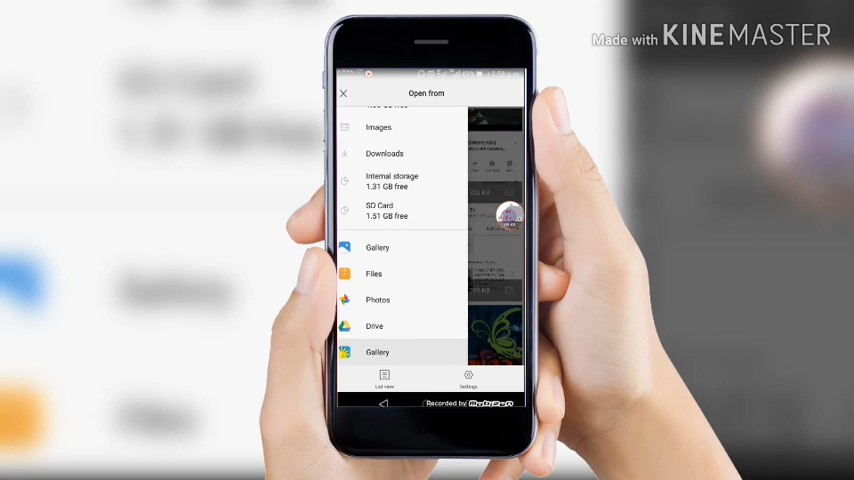 Made with KINEMASTER
Open from
Images
Downloads
Internal storage
1.31 GB free
SD Card
1.51 GB free
Gallery
Files
Photos
Drive
Gallery
List view
Settings
Recorded by Mobizen